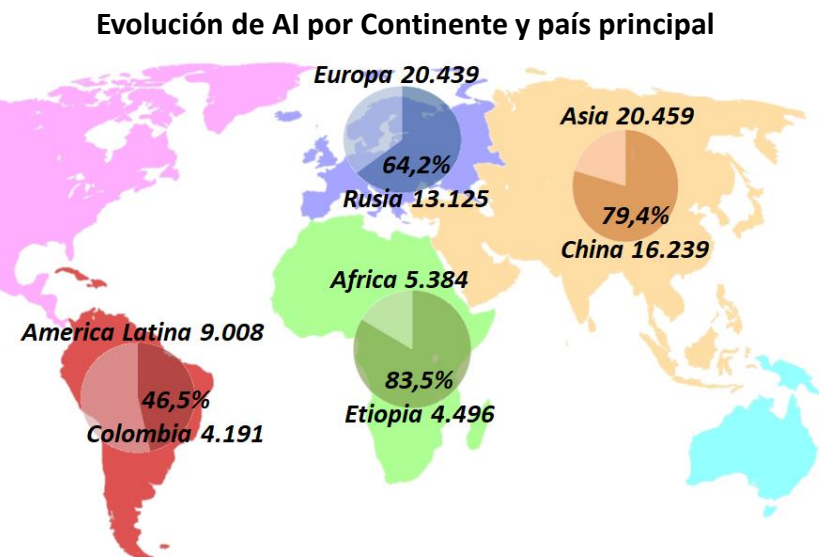 Evolución de AI por Continente y país principal
Europa 20.439
64,2%
Rusia 13.125
Asia 20.459
79,4%
China 16.239
Africa 5.384
83,5%
Etiopia 4.496
America Latina 9.008
46,5%
Colombia 4.191